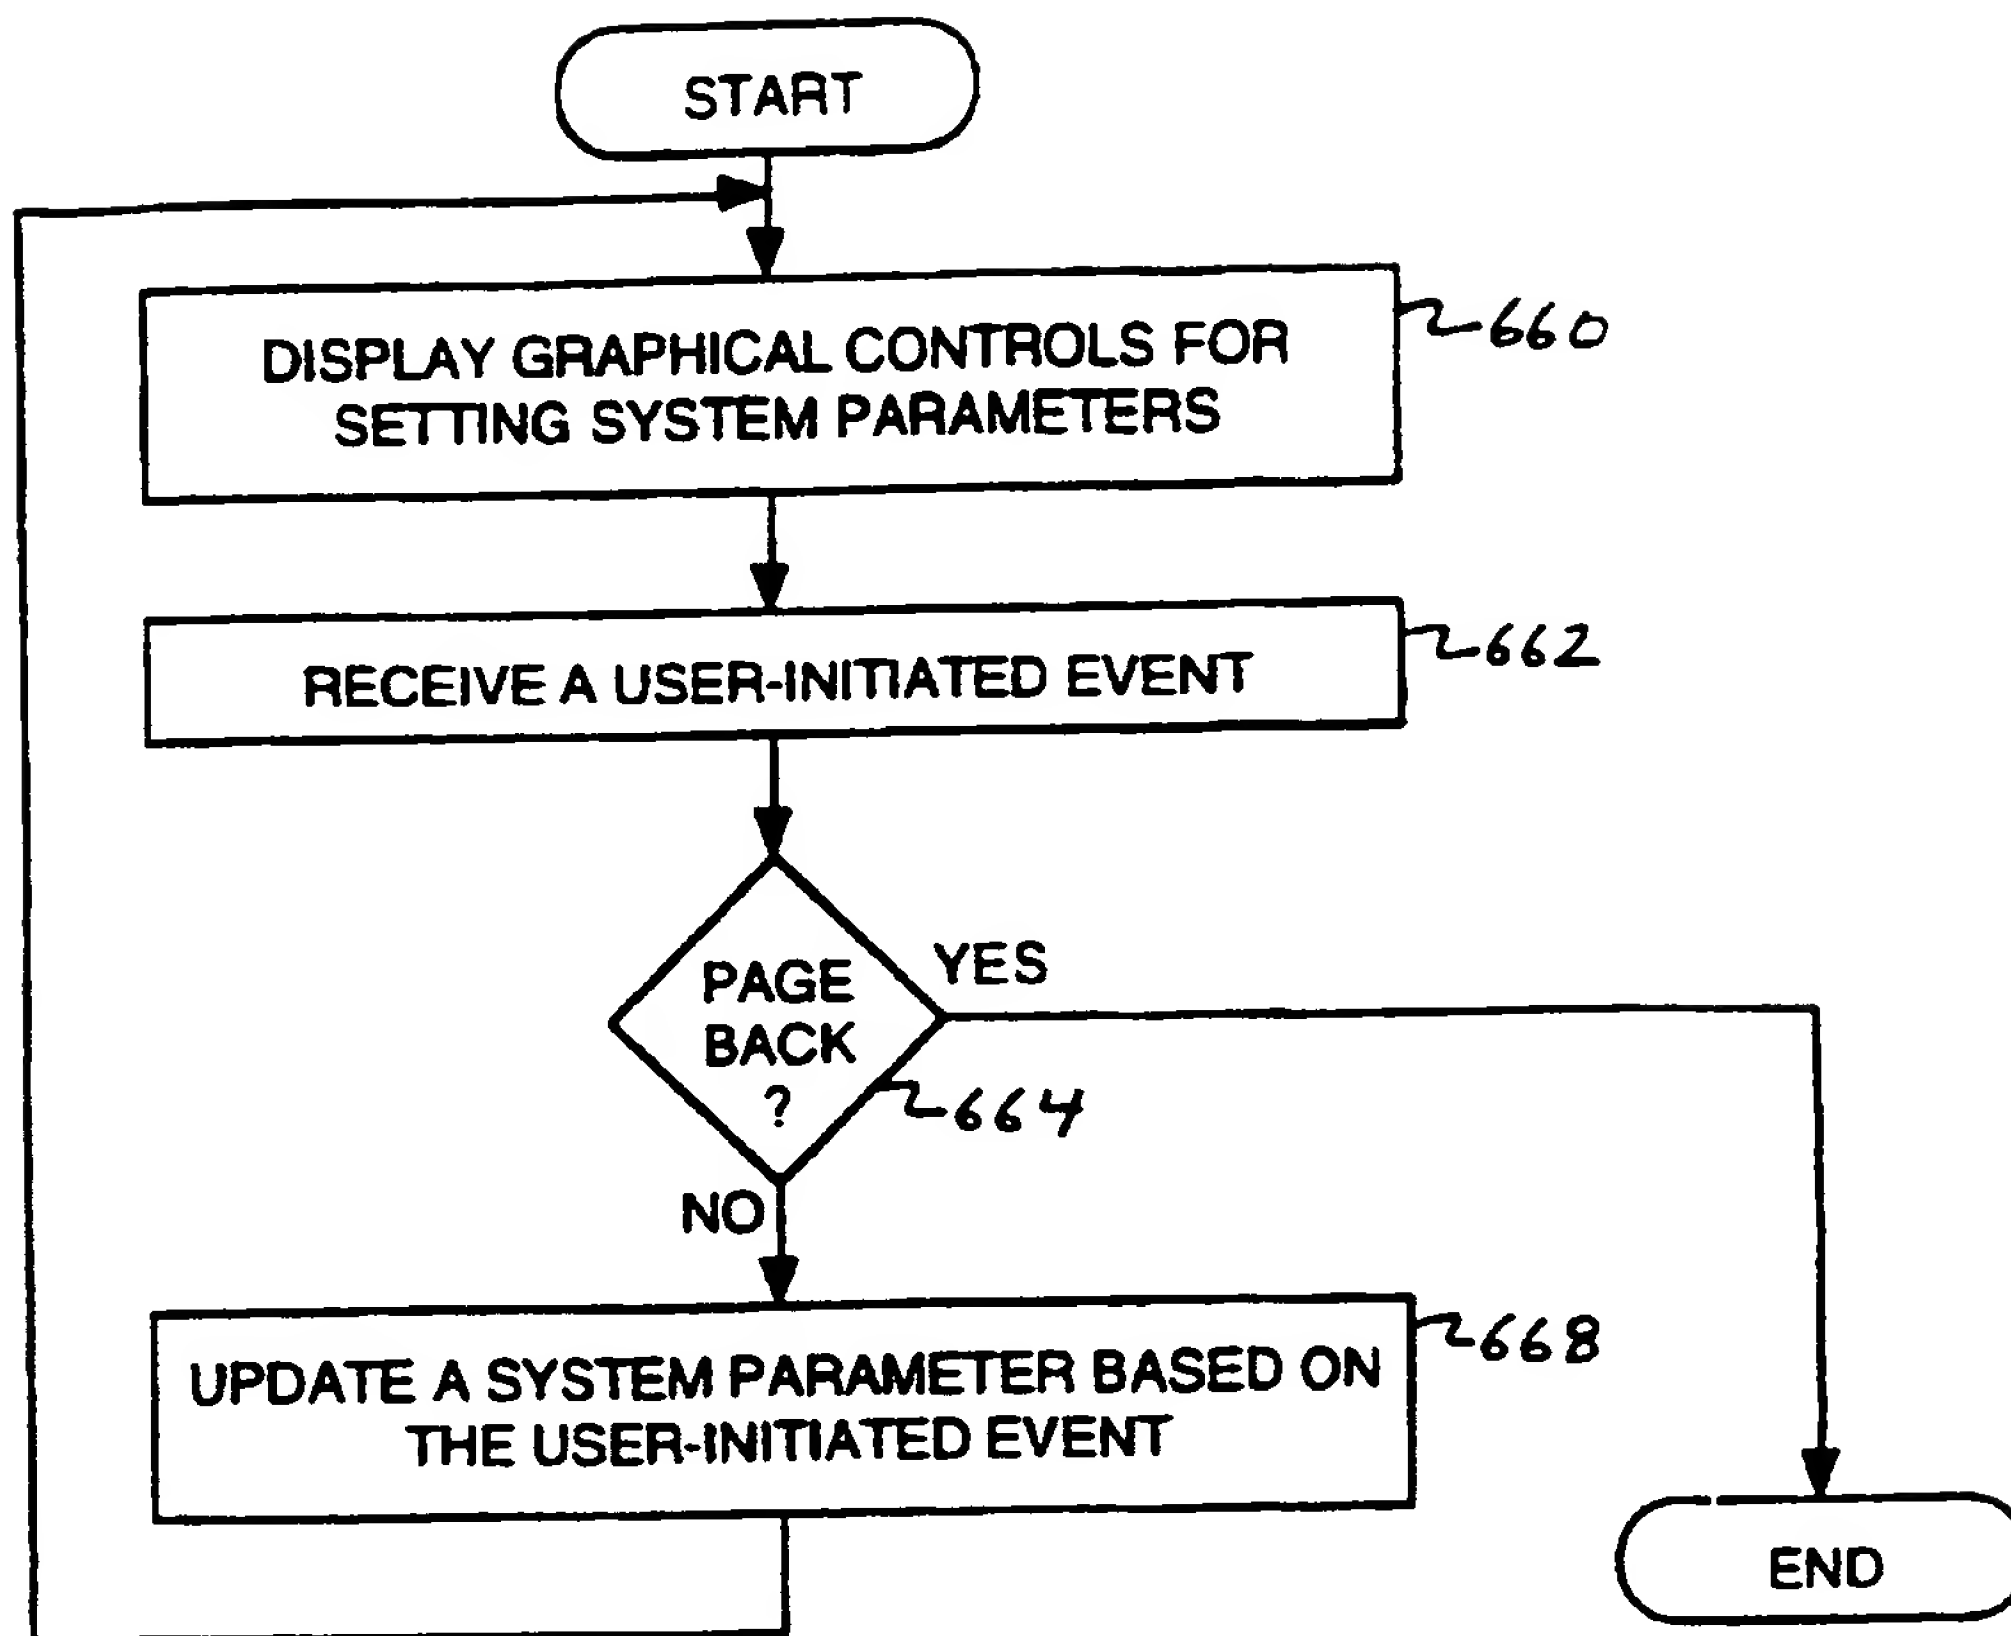 START
DISPLAY GRAPHICAL CONTROLS FOR
SETTING SYSTEM PARAMETERS
660
RECEIVE A USER-INITIATED EVENT
662
PAGE
BACK
?
YES
664
NO
UPDATE A SYSTEM PARAMETER BASED ON
THE USER-INITIATED EVENT
668
END